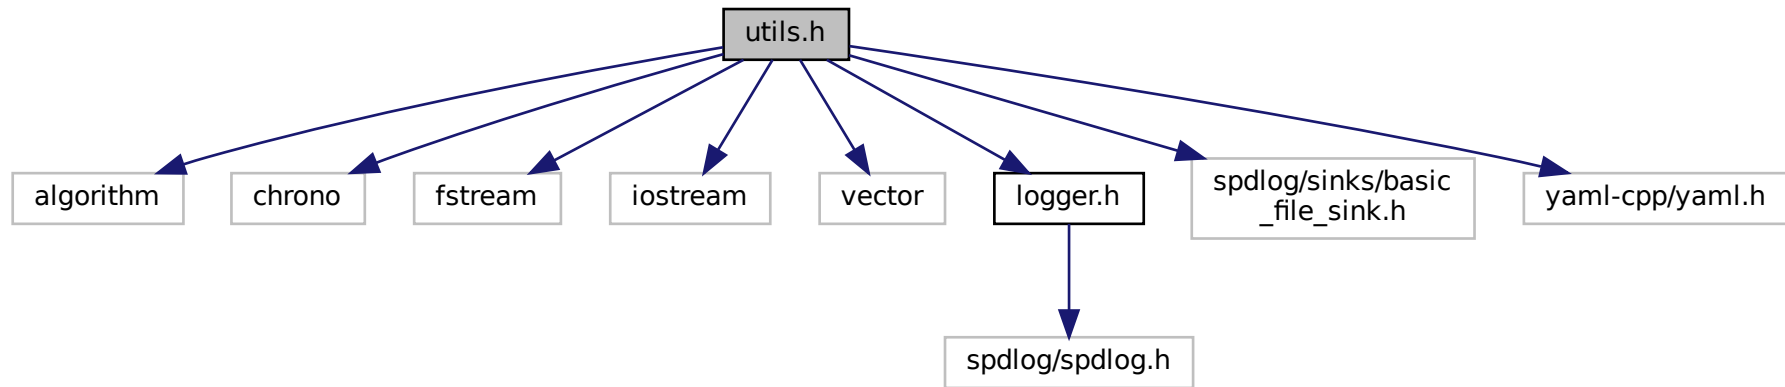 utils.h
algorithm
chrono
fstream
iostream
vector
logger.h
spdlog/sinks/basic
_file_sink.h
yaml-cpp/yaml.h
spdlog/spdlog.h